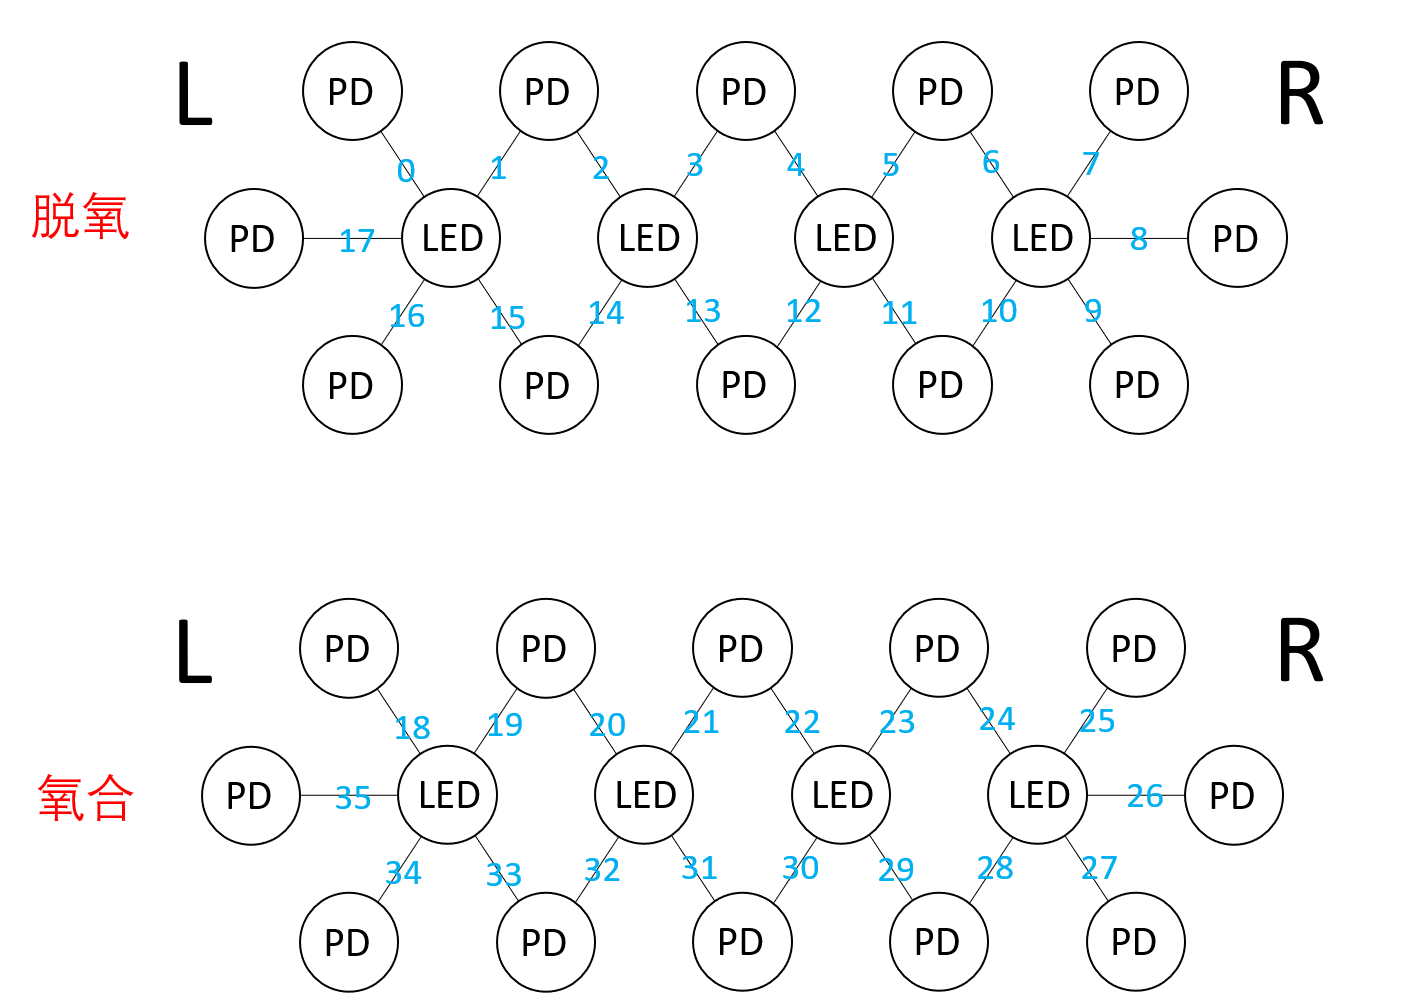 L PD PD PD PD PD R
0 1 2 3 4 5 6 7
脱氧 PD 17 LED LED LED LED 8 PD
16 15 14 13 12 11 10 9
PD PD PD PD PD
L PD PD PD PD PD R
18 19 20 21 22 23 24 25
氧合 PD 35 LED LED LED LED 26 PD
34 33 32 31 30 29 28 27
PD PD PD PD PD